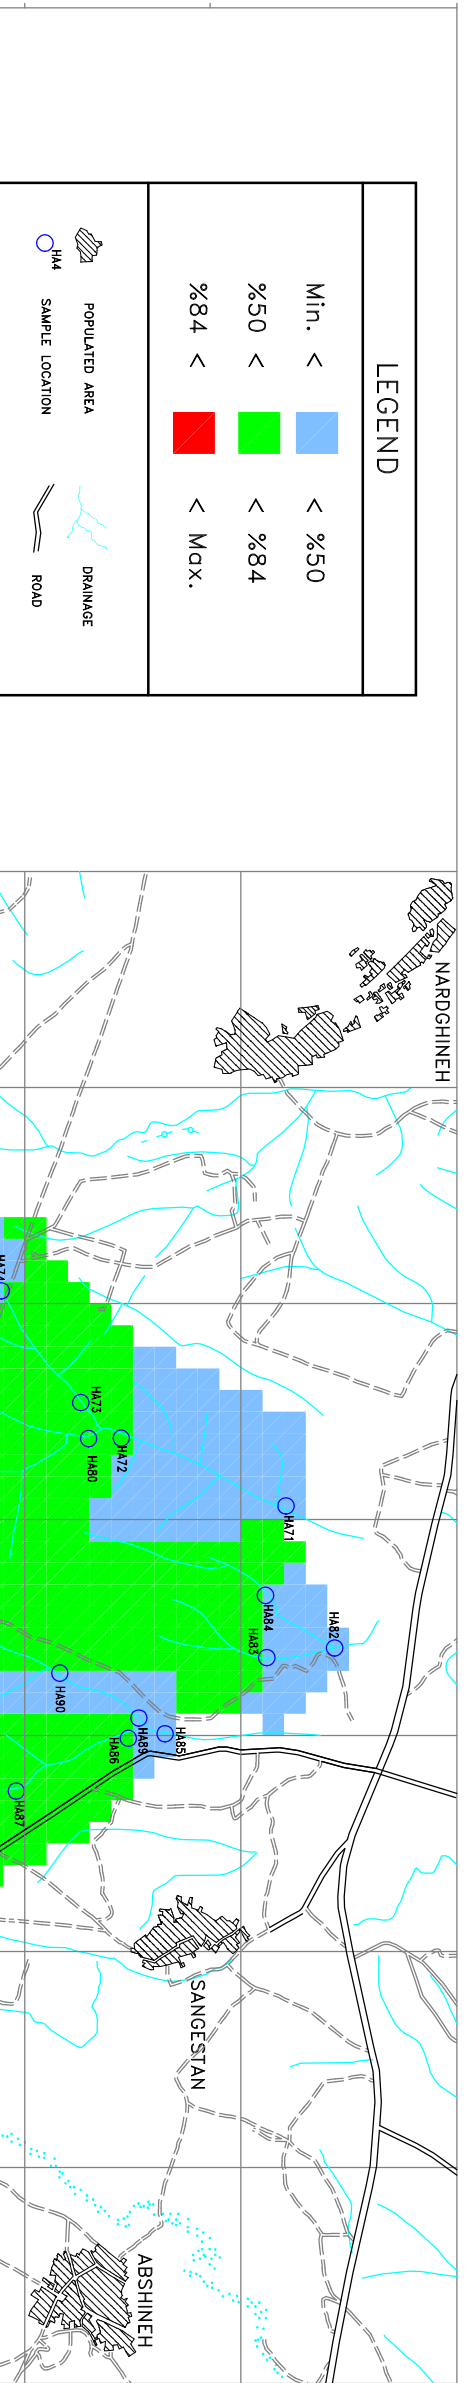 LEGEND
Min. < < %50
%50 < < %84
%84 < < Max.
POPULATED AREA
DRAINAGE
HA4
SAMPLE LOCATION
ROAD
NARDGHINEH
HA71
HA72
HA73
HA74
HA80
HA82
HA84
HA83
HA85
HA89
HA86
HA90
HA87
SANGESTAN
ABSHINEH